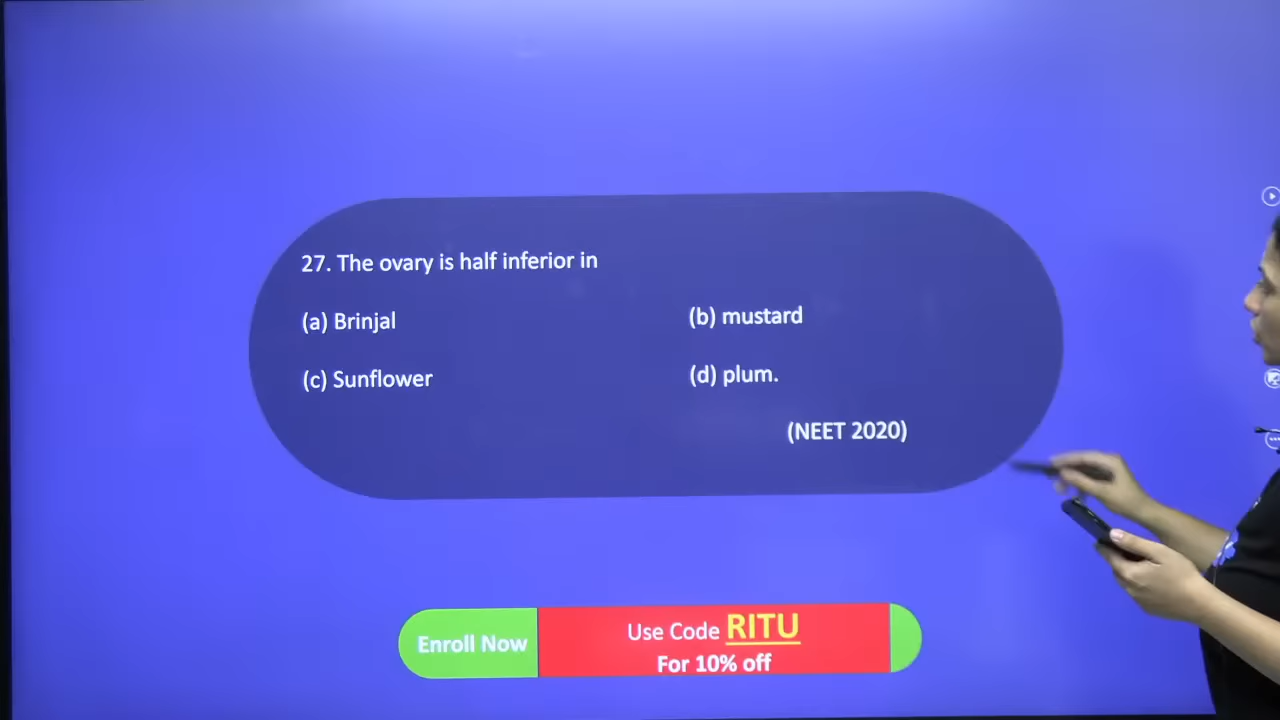 27. The ovary is half inferior in
(a) Brinjal
(b) mustard
(c) Sunflower
(d) plum.
(NEET 2020)
Enroll Now
Use Code RITU
For 10% off